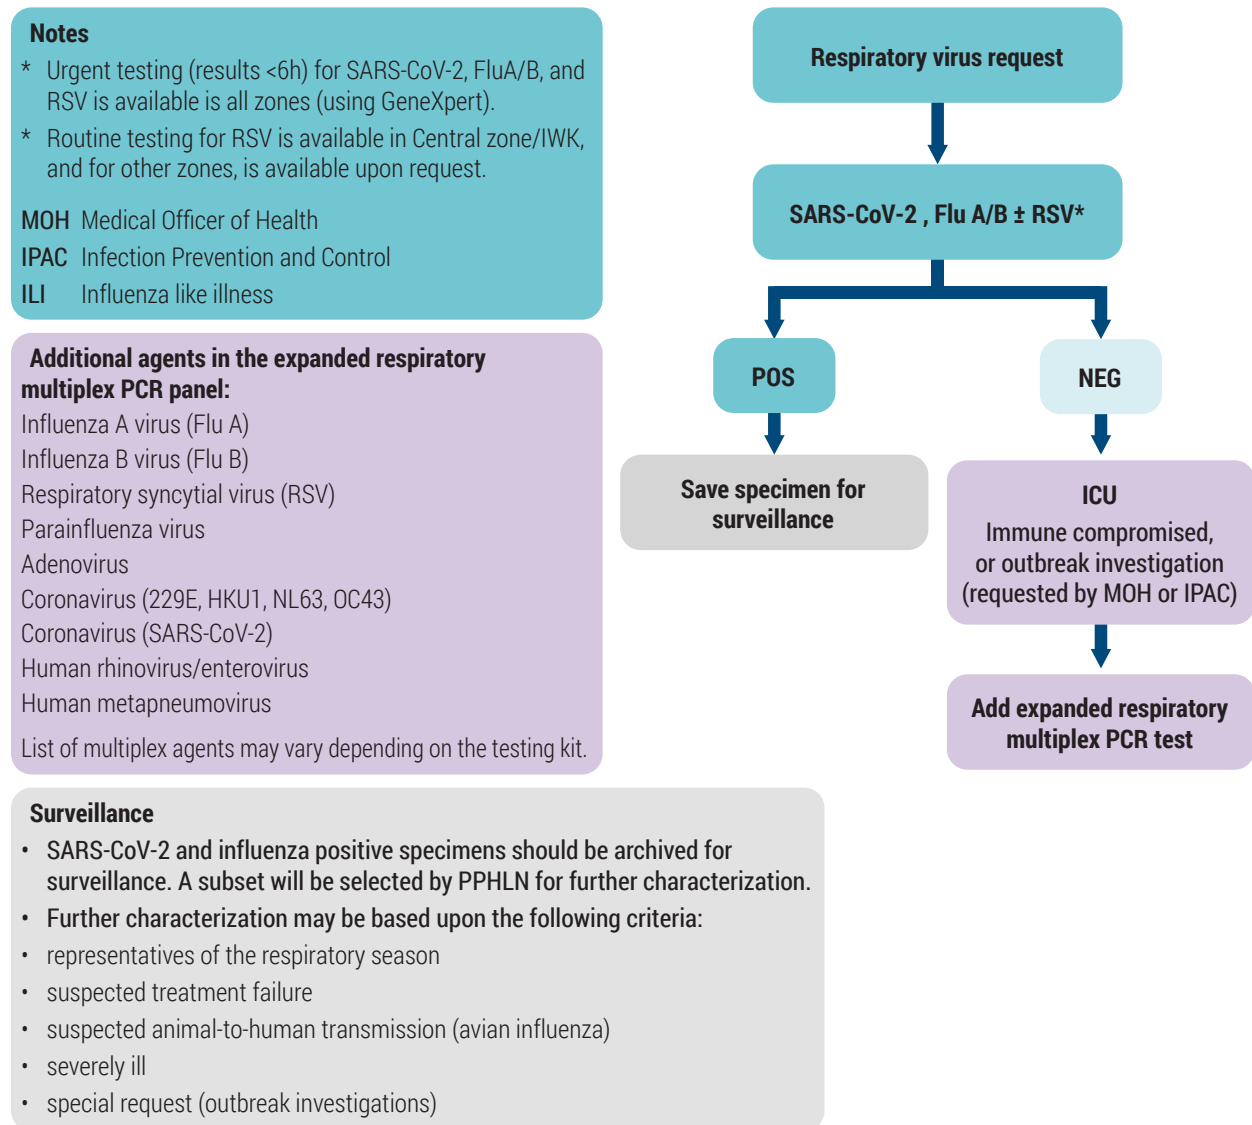 Notes
* Urgent testing (results <6h) for SARS-CoV-2, FluA/B, and
RSV is available is all zones (using GeneXpert).
* Routine testing for RSV is available in Central zone/IWK,
and for other zones, is available upon request.
MOH Medical Officer of Health
IPAC Infection Prevention and Control
ILI Influenza like illness
Additional agents in the expanded respiratory
multiplex PCR panel:
Influenza A virus (Flu A)
Influenza B virus (Flu B)
Respiratory syncytial virus (RSV)
Parainfluenza virus
Adenovirus
Coronavirus (229E, HKU1, NL63, OC43)
Coronavirus (SARS-CoV-2)
Human rhinovirus/enterovirus
Human metapneumovirus
List of multiplex agents may vary depending on the testing kit.
Respiratory virus request
SARS-CoV-2 , Flu A/B ± RSV*
POS
NEG
Save specimen for
surveillance
ICU
Immune compromised,
or outbreak investigation
(requested by MOH or IPAC)
Add expanded respiratory
multiplex PCR test
Surveillance
• SARS-CoV-2 and influenza positive specimens should be archived for
surveillance. A subset will be selected by PPHLN for further characterization.
• Further characterization may be based upon the following criteria:
• representatives of the respiratory season
• suspected treatment failure
• suspected animal-to-human transmission (avian influenza)
• severely ill
• special request (outbreak investigations)